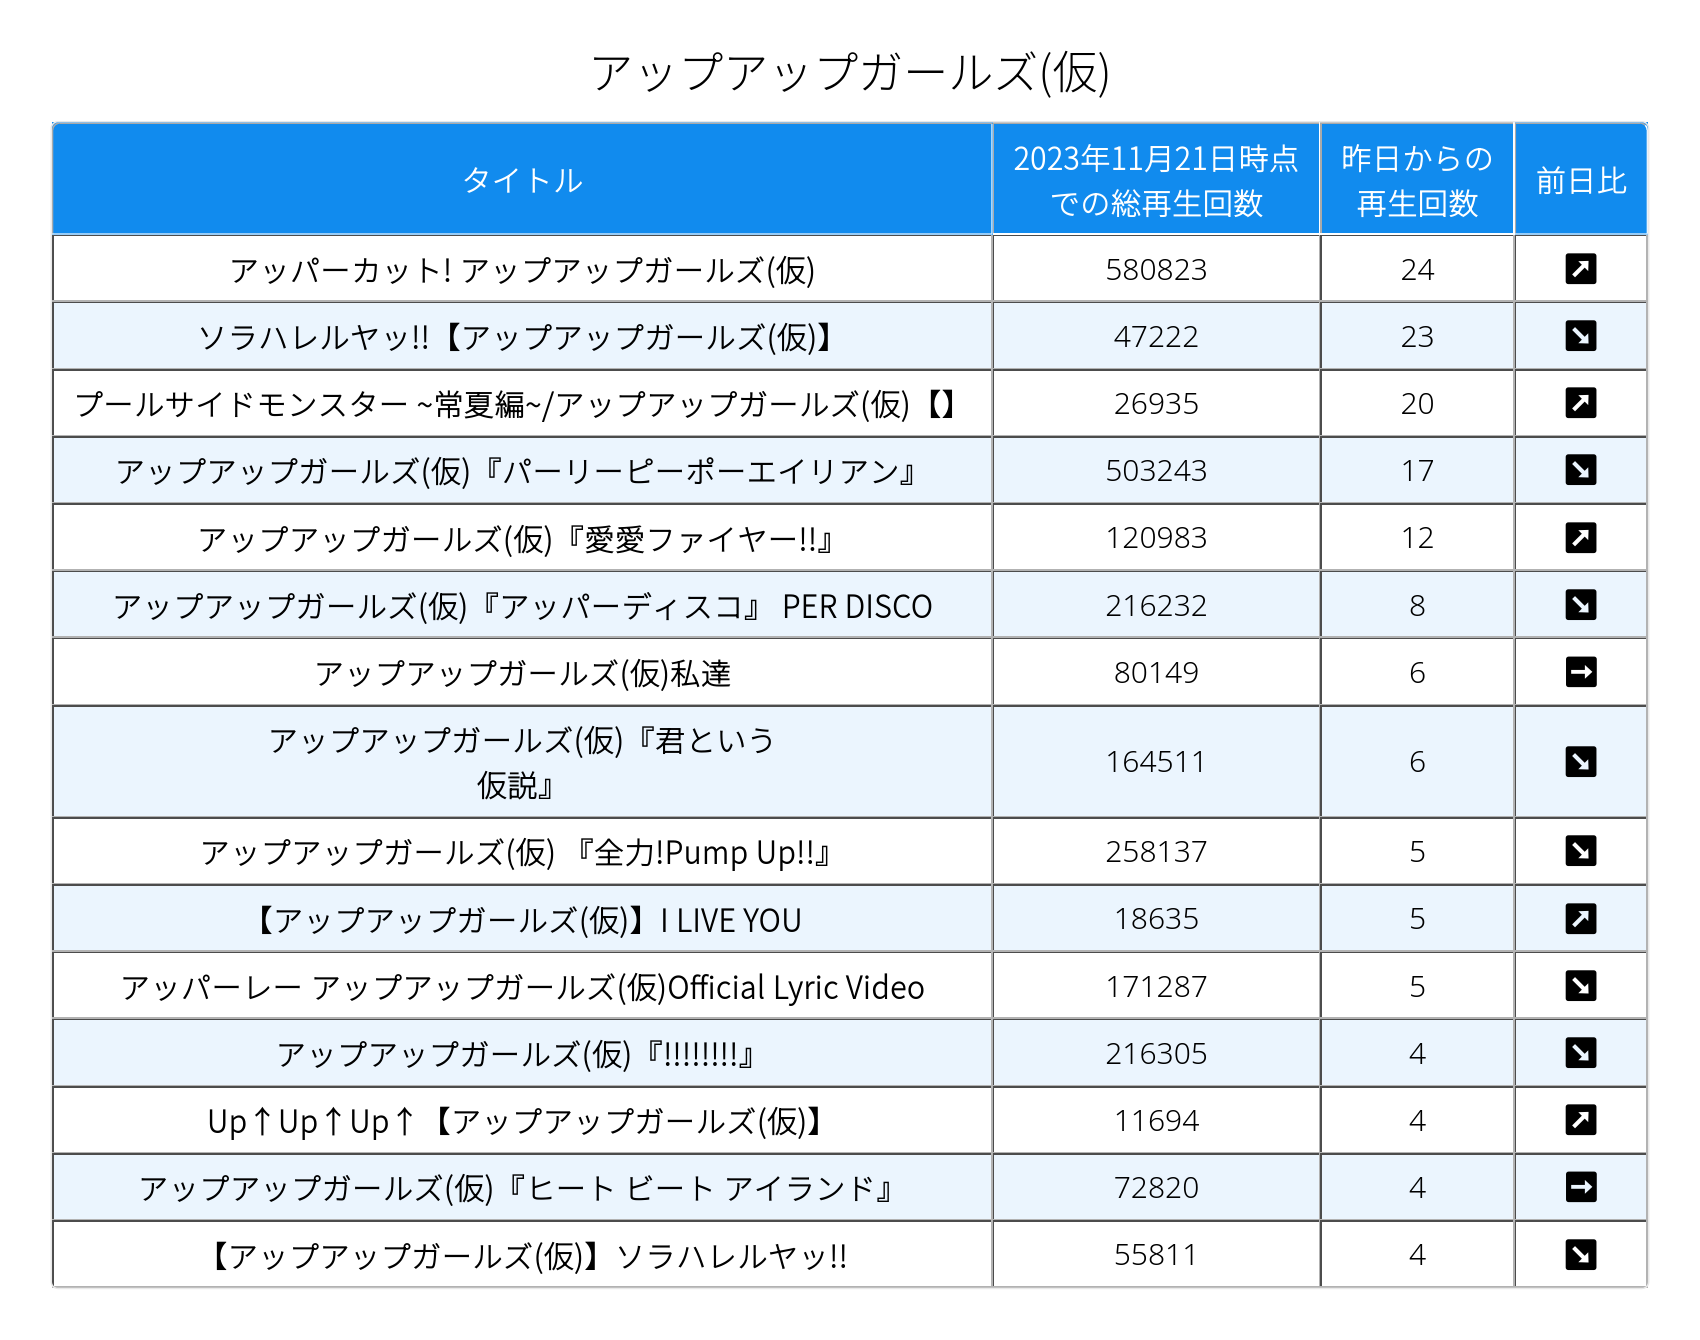 アップアップガールズ(仮)
タイトル
2023年11月21日時点
での総再生回数
昨日からの
再生回数
前日比
アッパーカット! アップアップガールズ(仮) 580823 24 ↗
ソラハレルヤッ!!【アップアップガールズ(仮)】 47222 23 ↘
プールサイドモンスター ~常夏編~/アップアップガールズ(仮)【】 26935 20 ↗
アップアップガールズ(仮)『パーリーピーポーエイリアン』 503243 17 ↘
アップアップガールズ(仮)『愛愛ファイヤー!!』 120983 12 ↗
アップアップガールズ(仮)『アッパーディスコ』 PER DISCO 216232 8 ↘
アップアップガールズ(仮)私達 80149 6 →
アップアップガールズ(仮)『君という
仮説』 164511 6 ↘
アップアップガールズ(仮) 『全力!Pump Up!!』 258137 5 ↘
【アップアップガールズ(仮)】I LIVE YOU 18635 5 ↗
アッパーレー アップアップガールズ(仮)Official Lyric Video 171287 5 ↘
アップアップガールズ(仮)『!!!!!!!!』 216305 4 ↘
Up↑Up↑Up↑【アップアップガールズ(仮)】 11694 4 ↗
アップアップガールズ(仮)『ヒート ビート アイランド』 72820 4 →
【アップアップガールズ(仮)】ソラハレルヤッ!! 55811 4 ↘